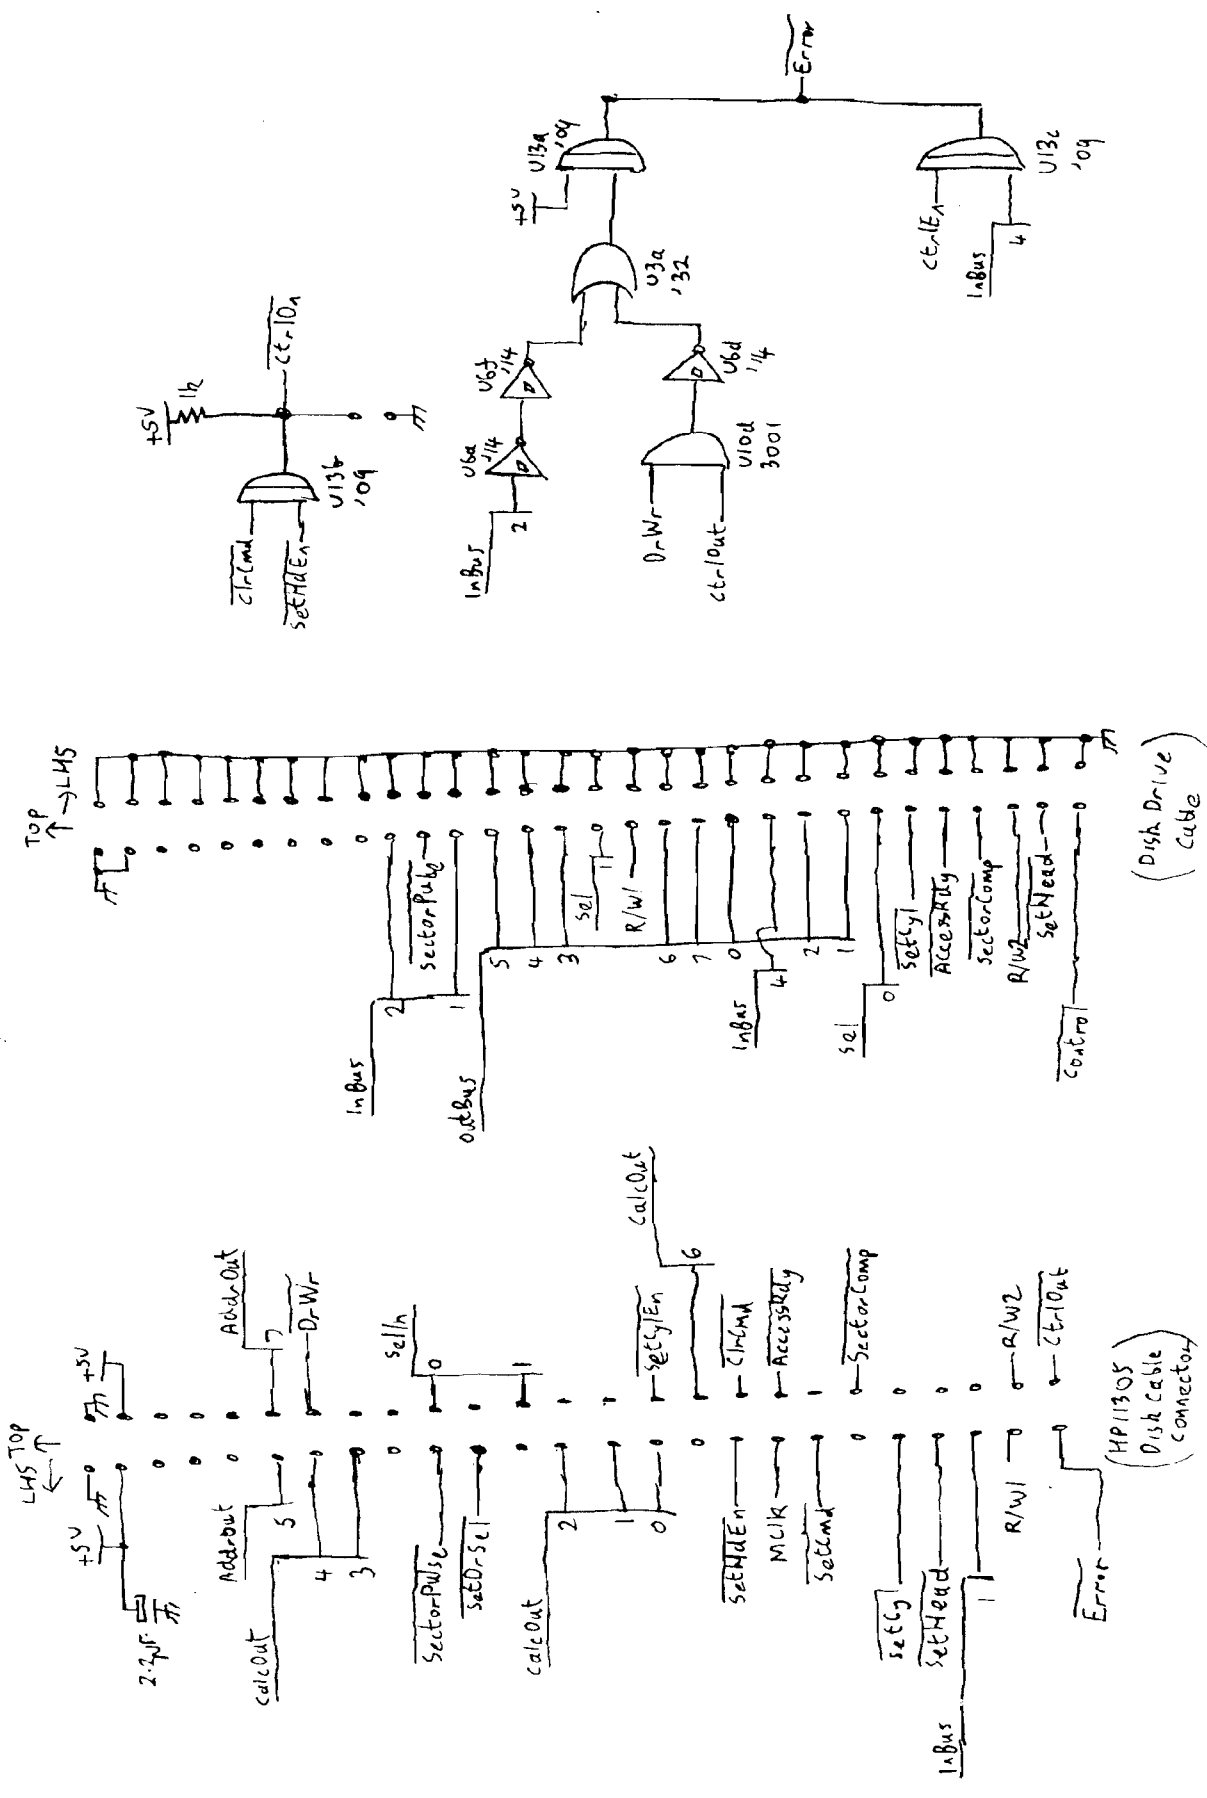 LHS TOP
+5V
+5V
2.2µF
AddrOut
5
CalcOut
4
3
AddrOut
7
DrWr
SelIn
0
1
SectorPulse
SetDrSel
CalcOut
2
1
0
SetCylEn
CalcOut
6
SetHdEn
ClrCmd
MClk
AccessRdy
SetCmd
SectorComp
SetCyl
SetHead
InBus
1
R/W1
R/W2
Error
CtrlOut
(HP11305
Disk Cable
Connector)
TOP
→LHS
InBus
2
SectorPulse
1
OutBus
5
4
3
Sel
1
R/W1
6
7
0
InBus
4
2
1
Sel
0
SetCyl
AccessRdy
SectorComp
R/W2
SetHead
Control
(Disk Drive
Cable)
+5V
1k
ClrCmd
SetHdEn
U13b
'09
CtrlOn
InBus
2
U6a
'14
U6f
'14
DrWr
CtrlOut
U10d
3001
U6d
'14
U3a
'32
+5V
U13a
'09
CtrlEn
InBus
4
U13c
'09
Error